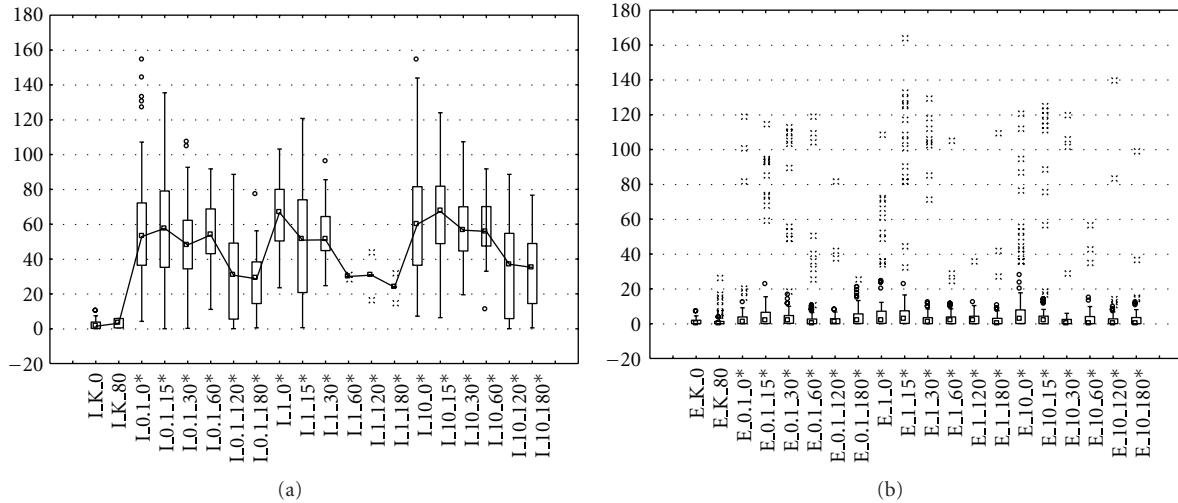 180
160
140
120
100
80
60
40
20
0
−20
I_K_0
I_K_80
I_0.1_0*
I_0.1_15*
I_0.1_30*
I_0.1_60*
I_0.1_120*
I_0.1_180*
I_1_0*
I_1_15*
I_1_30*
I_1_60*
I_1_120*
I_1_180*
I_10_0*
I_10_15*
I_10_30*
I_10_60*
I_10_120*
I_10_180*
(a)
180
160
140
120
100
80
60
40
20
0
−20
E_K_0
E_K_80
E_0.1_0*
E_0.1_15*
E_0.1_30*
E_0.1_60*
E_0.1_120*
E_0.1_180*
E_1_0*
E_1_15*
E_1_30*
E_1_60*
E_1_120*
E_1_180*
E_10_0*
E_10_15*
E_10_30*
E_10_60*
E_10_120*
E_10_180*
(b)